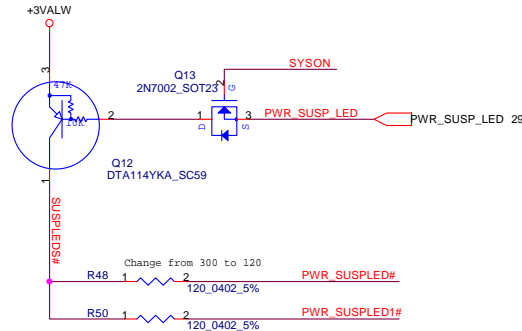 +3VALW
3
47K
10K
2
Q12
DTA114YKA_SC59
1
SUSPLEDS#
Q13
2N7002_SOT23
SYSON
2
G
1
D
S
3
PWR_SUSP_LED
PWR_SUSP_LED 29
Change from 300 to 120
R48
1
2
PWR_SUSPLED#
120_0402_5%
R50
1
2
PWR_SUSPLED1#
120_0402_5%